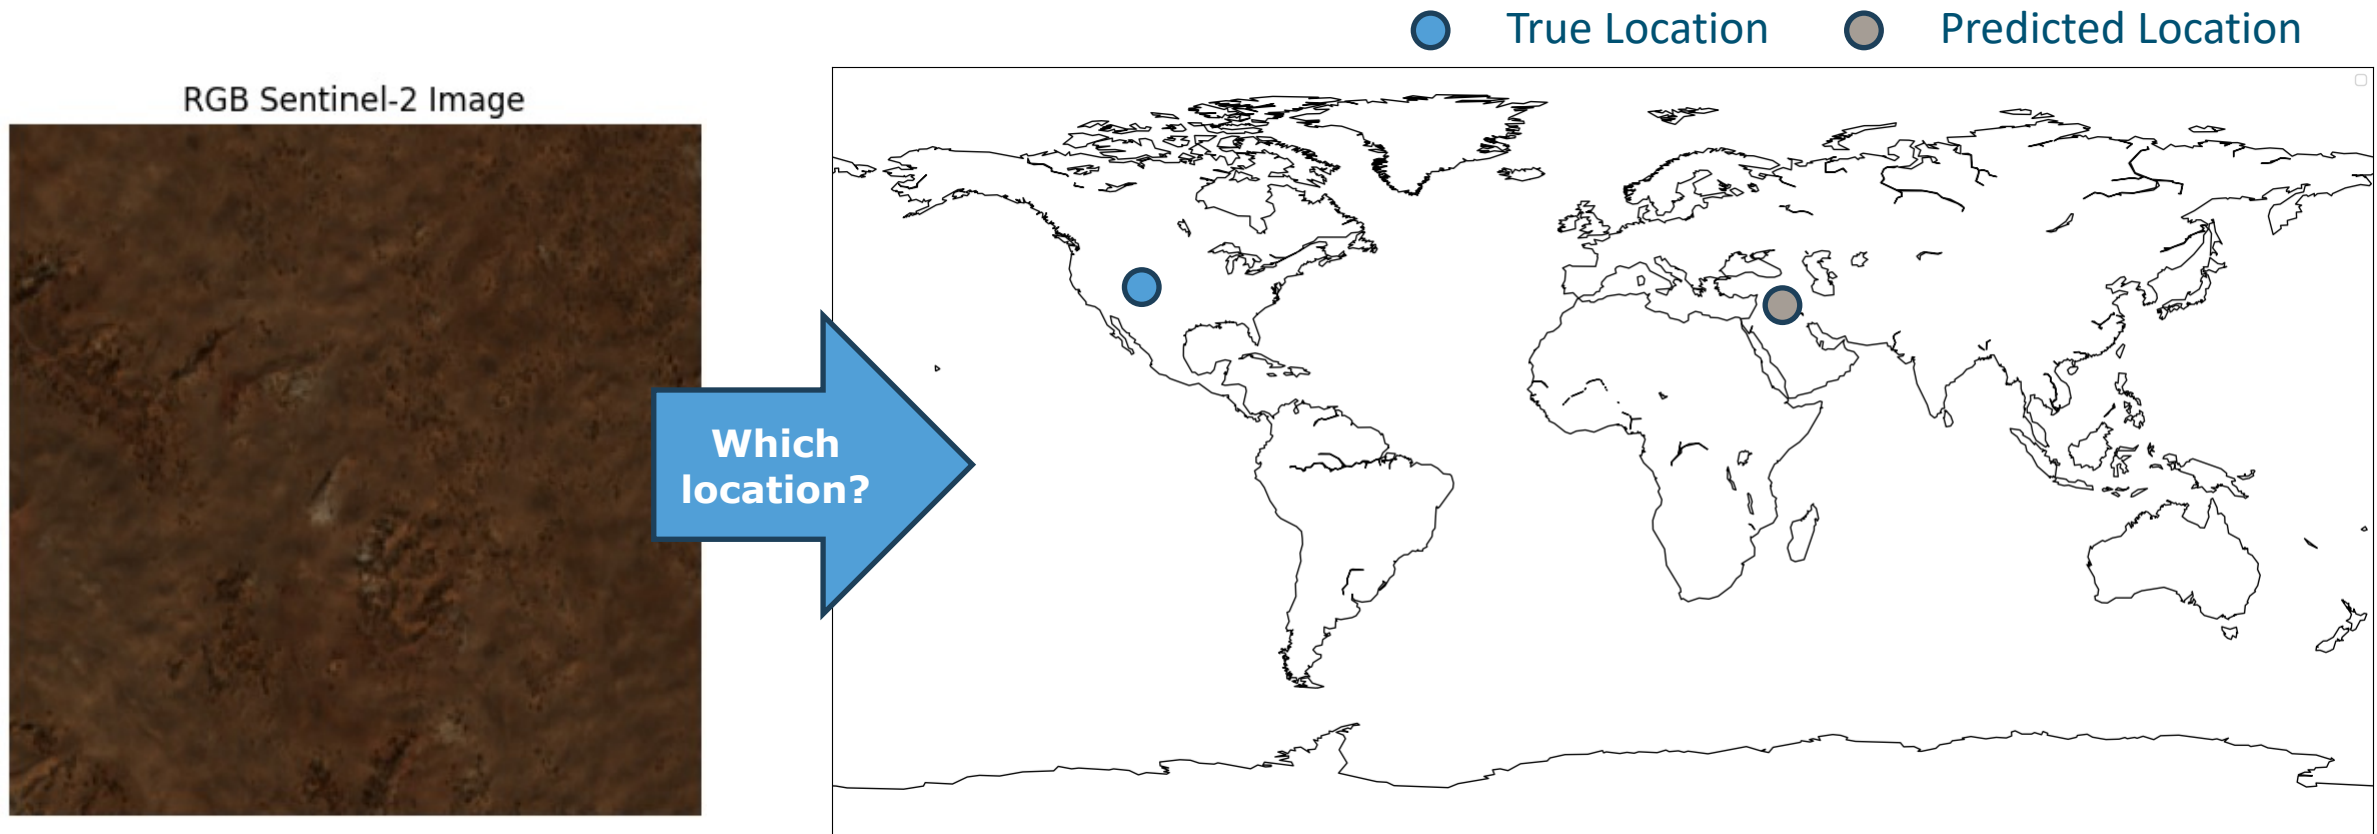 True Location
Predicted Location
RGB Sentinel-2 Image
Which
location?